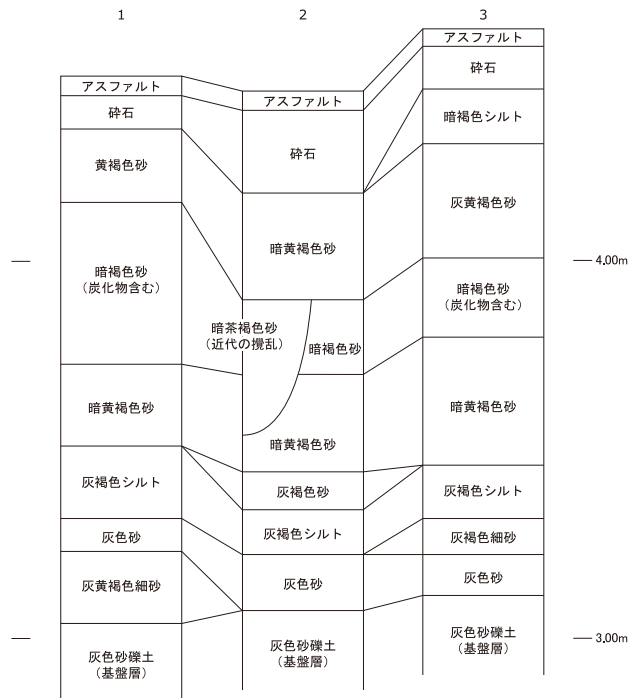 1
アスファルト
砕石
黄褐色砂
暗褐色砂
（炭化物含む）
暗黄褐色砂
灰褐色シルト
灰色砂
灰黄褐色細砂
灰色砂礫土
（基盤層）
2
アスファルト
砕石
暗黄褐色砂
暗茶褐色砂
（近代の攪乱）
暗褐色砂
暗黄褐色砂
灰褐色砂
灰褐色シルト
灰色砂
灰色砂礫土
（基盤層）
3
アスファルト
砕石
暗褐色シルト
灰黄褐色砂
暗褐色砂
（炭化物含む）
暗黄褐色砂
灰褐色シルト
灰褐色細砂
灰色砂
灰色砂礫土
（基盤層）
4.00m
3.00m